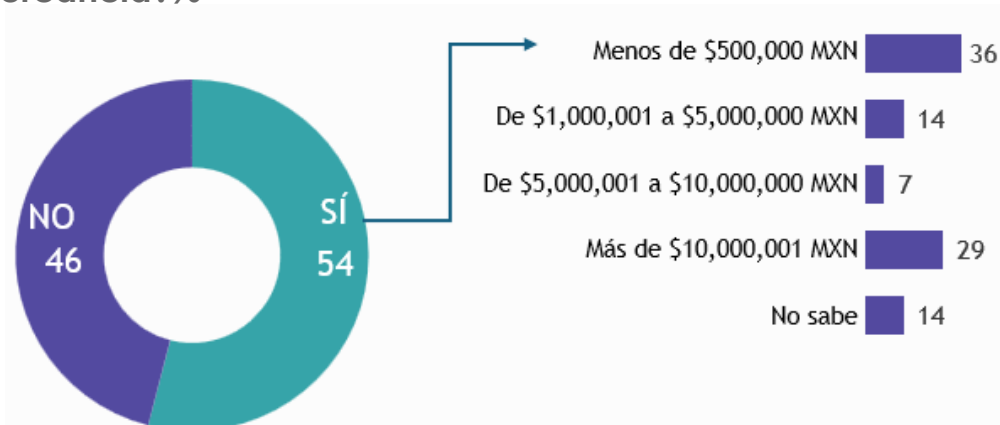 NO
46
SÍ
54
Menos de $500,000 MXN 36
De $1,000,001 a $5,000,000 MXN 14
De $5,000,001 a $10,000,000 MXN 7
Más de $10,000,001 MXN 29
No sabe 14